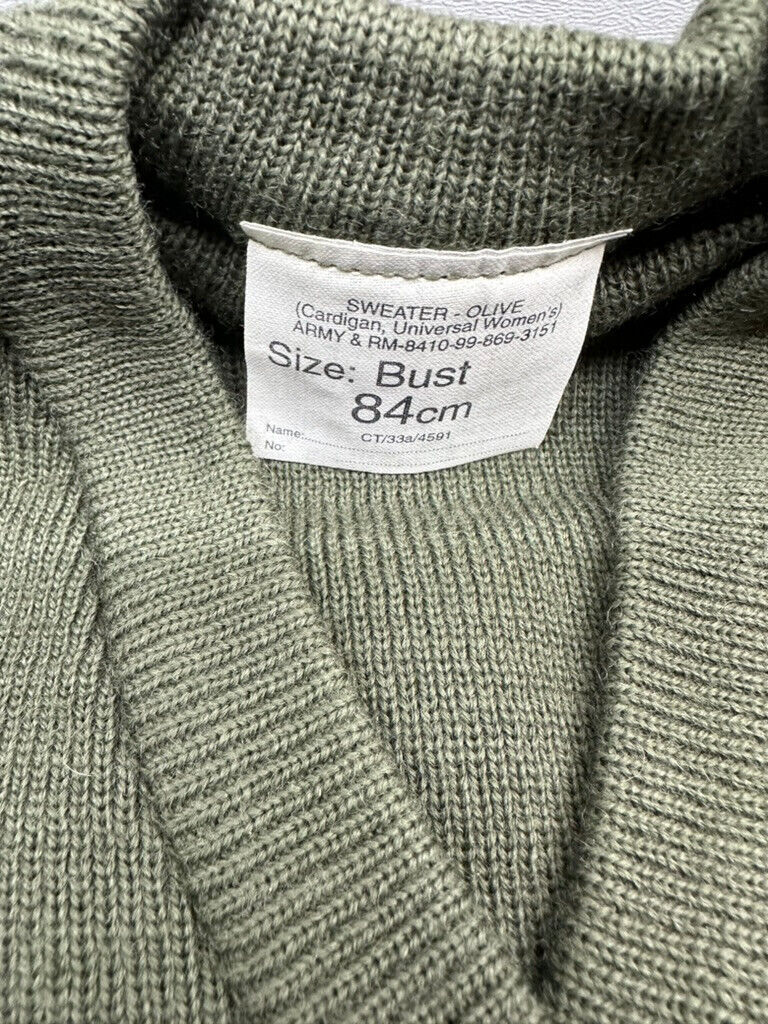 SWEATER - OLIVE
(Cardigan, Universal Women's)
ARMY & RM-8410-99-869-3151
Size: Bust
84cm
Name:
CT/33a/4591
No: